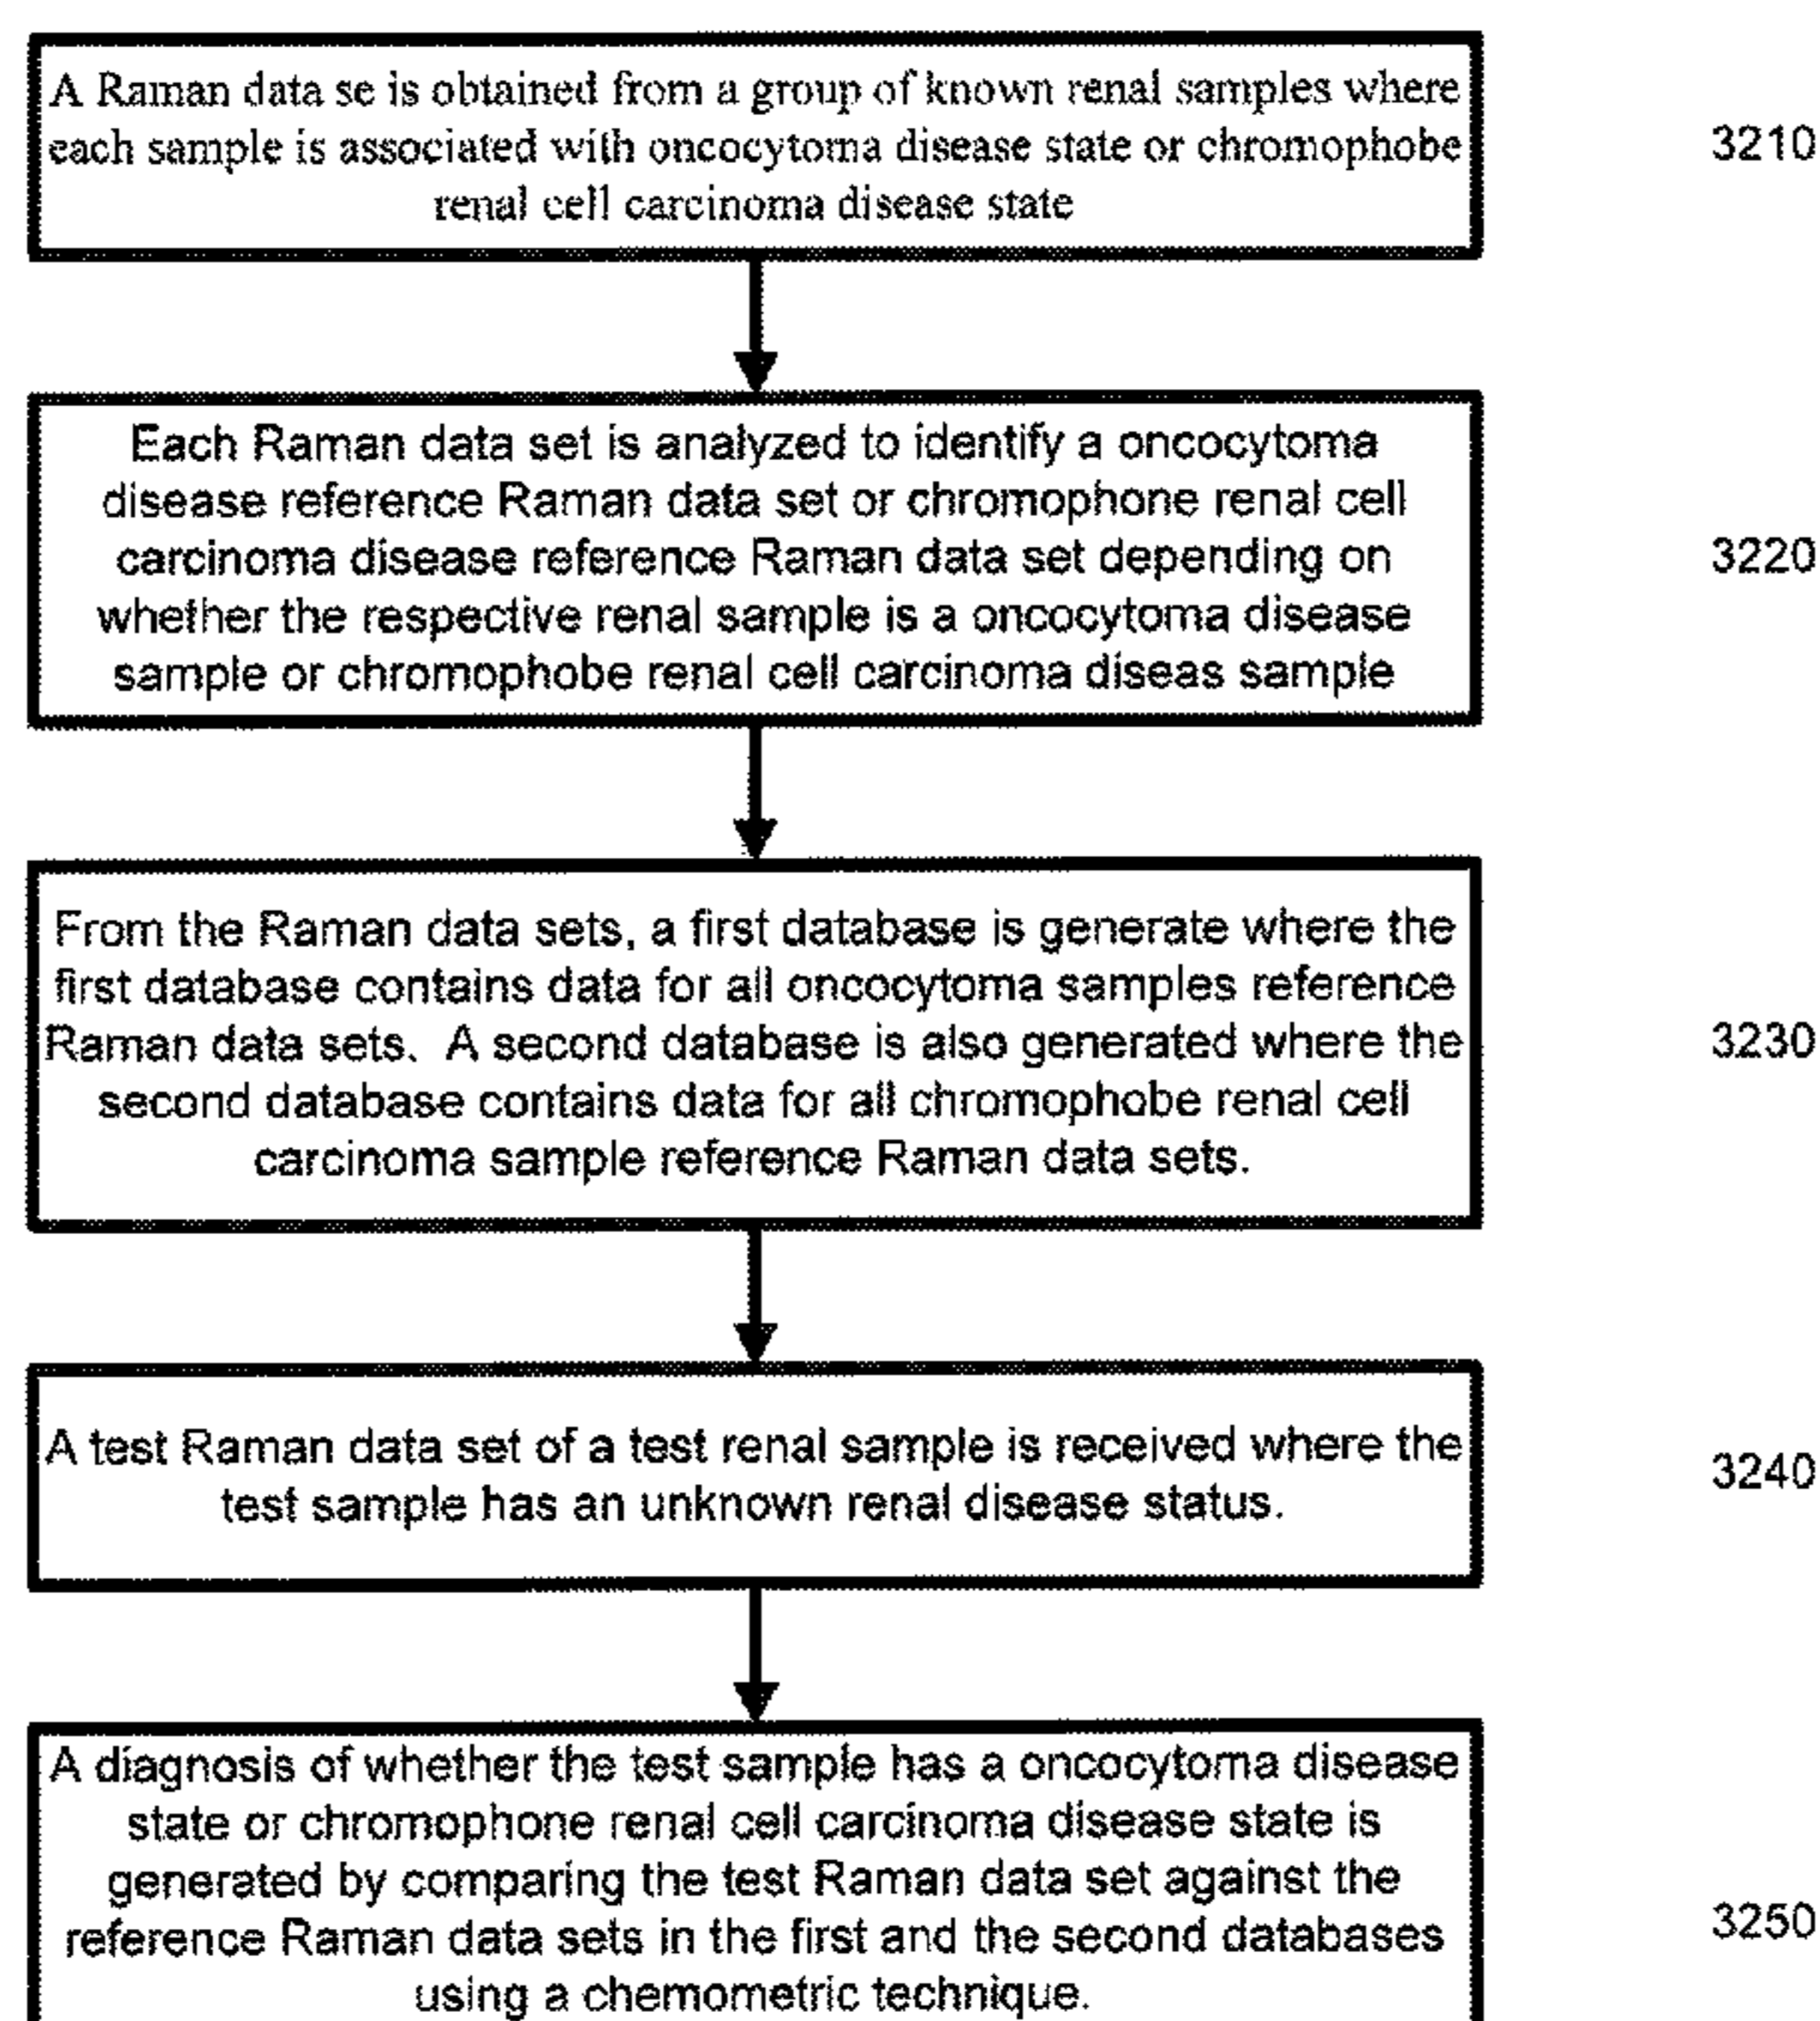 A Raman data se is obtained from a group of known renal samples where
each sample is associated with oncocytoma disease state or chromophobe
renal cell carcinoma disease state
3210
Each Raman data set is analyzed to identify a oncocytoma
disease reference Raman data set or chromophone renal cell
carcinoma disease reference Raman data set depending on
whether the respective renal sample is a oncocytoma disease
sample or chromophobe renal cell carcinoma diseas sample
3220
From the Raman data sets, a first database is generate where the
first database contains data for all oncocytoma samples reference
Raman data sets. A second database is also generated where the
second database contains data for all chromophobe renal cell
carcinoma sample reference Raman data sets.
3230
A test Raman data set of a test renal sample is received where the
test sample has an unknown renal disease status.
3240
A diagnosis of whether the test sample has a oncocytoma disease
state or chromophone renal cell carcinoma disease state is
generated by comparing the test Raman data set against the
reference Raman data sets in the first and the second databases
using a chemometric technique.
3250